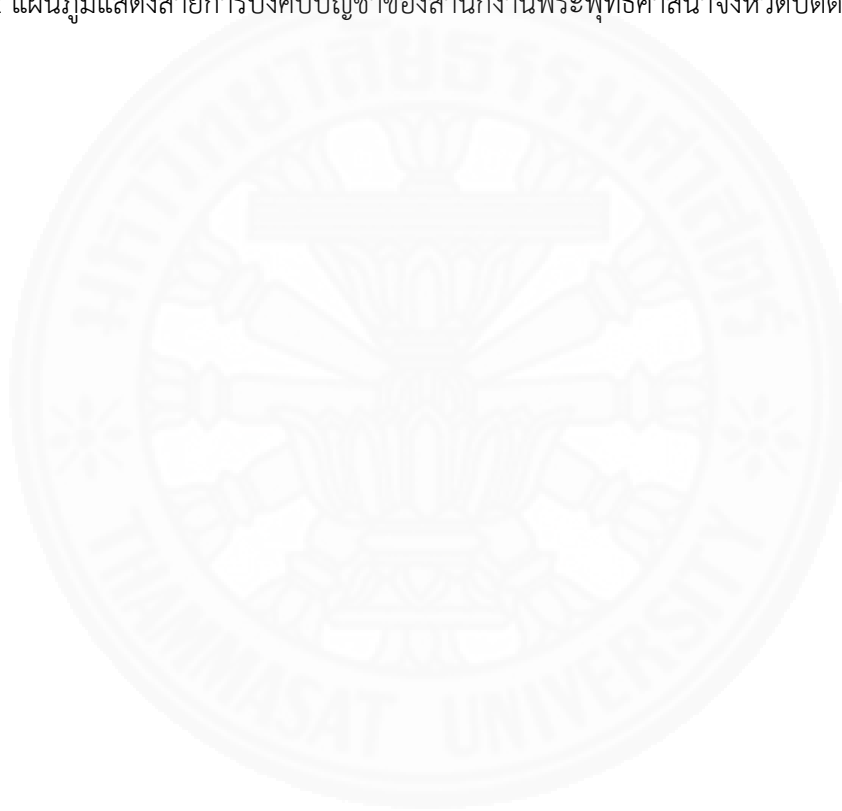 แผนภูมิแสดงสายการบังคับบัญชาของสำนักงานพระพุทธศาสนาจังหวัด
มหาวิทยาลัยธรรมศาสตร์
THAMMASAT UNIVERSITY